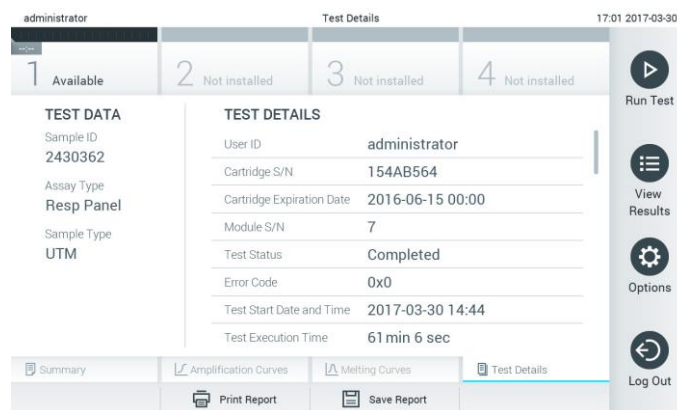 administrator Test Details 17:01 2017-03-30
--:--
1 Available 2 Not installed 3 Not installed 4 Not installed
Run Test
TEST DATA
Sample ID
2430362
Assay Type
Resp Panel
Sample Type
UTM
TEST DETAILS
User ID administrator
Cartridge S/N 154AB564
Cartridge Expiration Date 2016-06-15 00:00
Module S/N 7
Test Status Completed
Error Code 0x0
Test Start Date and Time 2017-03-30 14:44
Test Execution Time 61 min 6 sec
View
Results
Options
Log Out
Summary Amplification Curves Melting Curves Test Details
Print Report Save Report